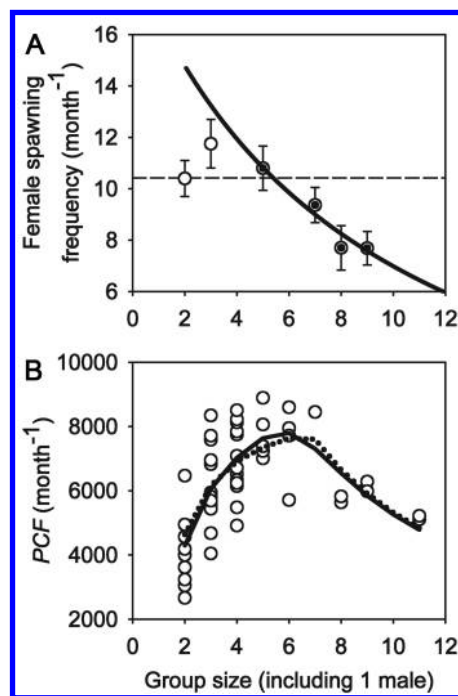 A
Female spawning
frequency (month⁻¹)
16
14
12
10
8
6
0 2 4 6 8 10 12
B
PCF (month⁻¹)
10000
8000
6000
4000
2000
0 2 4 6 8 10 12
Group size (including 1 male)